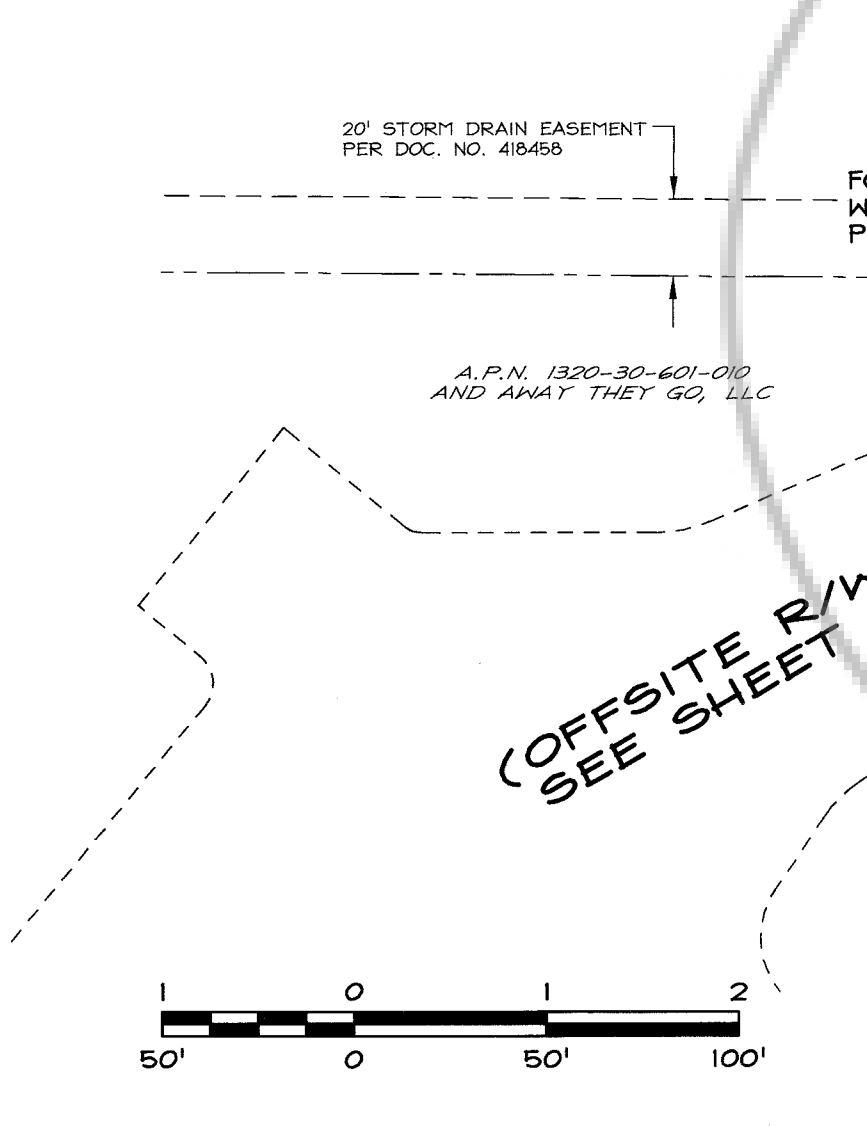 20' STORM DRAIN EASEMENT
PER DOC. NO. 418458
A.P.N. 1320-30-601-010
AND AWAY THEY GO, LLC
(OFFSITE R/W
SEE SHEET
1 0 1 2
50' 0 50' 100'